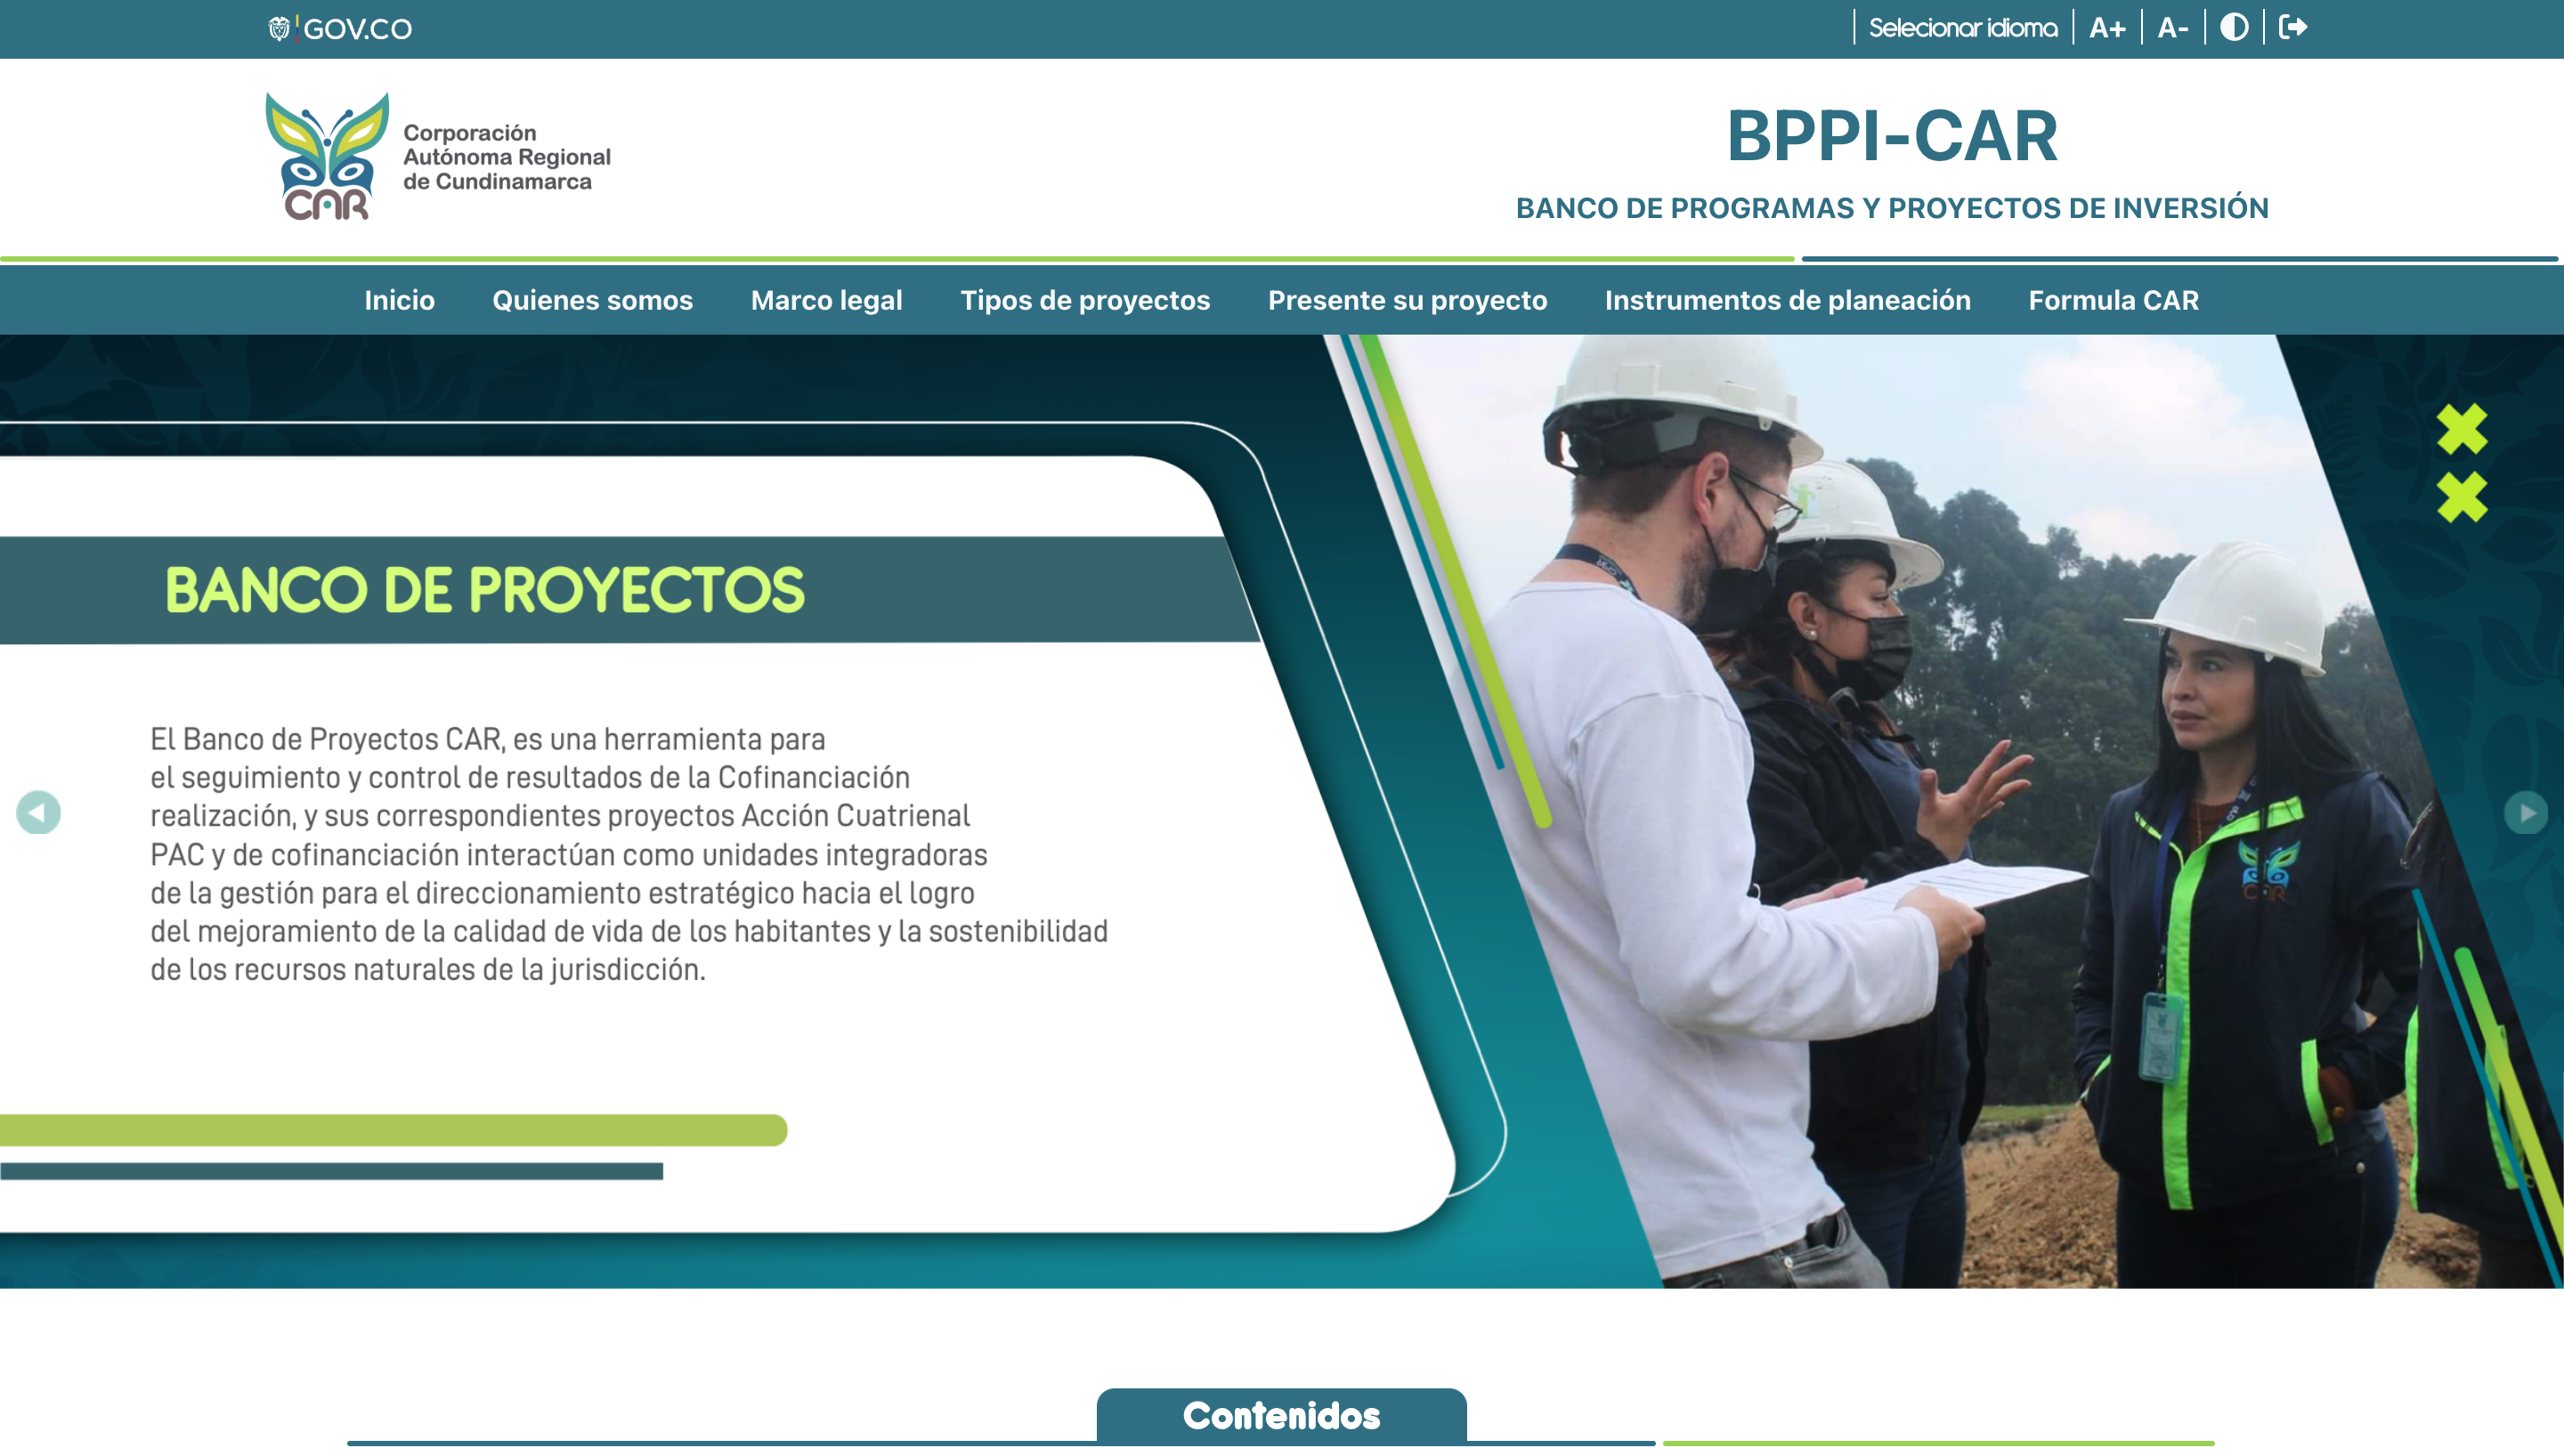 GOV.CO
Selecionar idioma
A+
A-
CAR
Corporación
Autónoma Regional
de Cundinamarca
BPPI-CAR
BANCO DE PROGRAMAS Y PROYECTOS DE INVERSIÓN
Inicio Quienes somos Marco legal Tipos de proyectos Presente su proyecto Instrumentos de planeación Formula CAR
BANCO DE PROYECTOS
El Banco de Proyectos CAR, es una herramienta para
el seguimiento y control de resultados de la Cofinanciación
realización, y sus correspondientes proyectos Acción Cuatrienal
PAC y de cofinanciación interactúan como unidades integradoras
de la gestión para el direccionamiento estratégico hacia el logro
del mejoramiento de la calidad de vida de los habitantes y la sostenibilidad
de los recursos naturales de la jurisdicción.
CAR
Contenidos